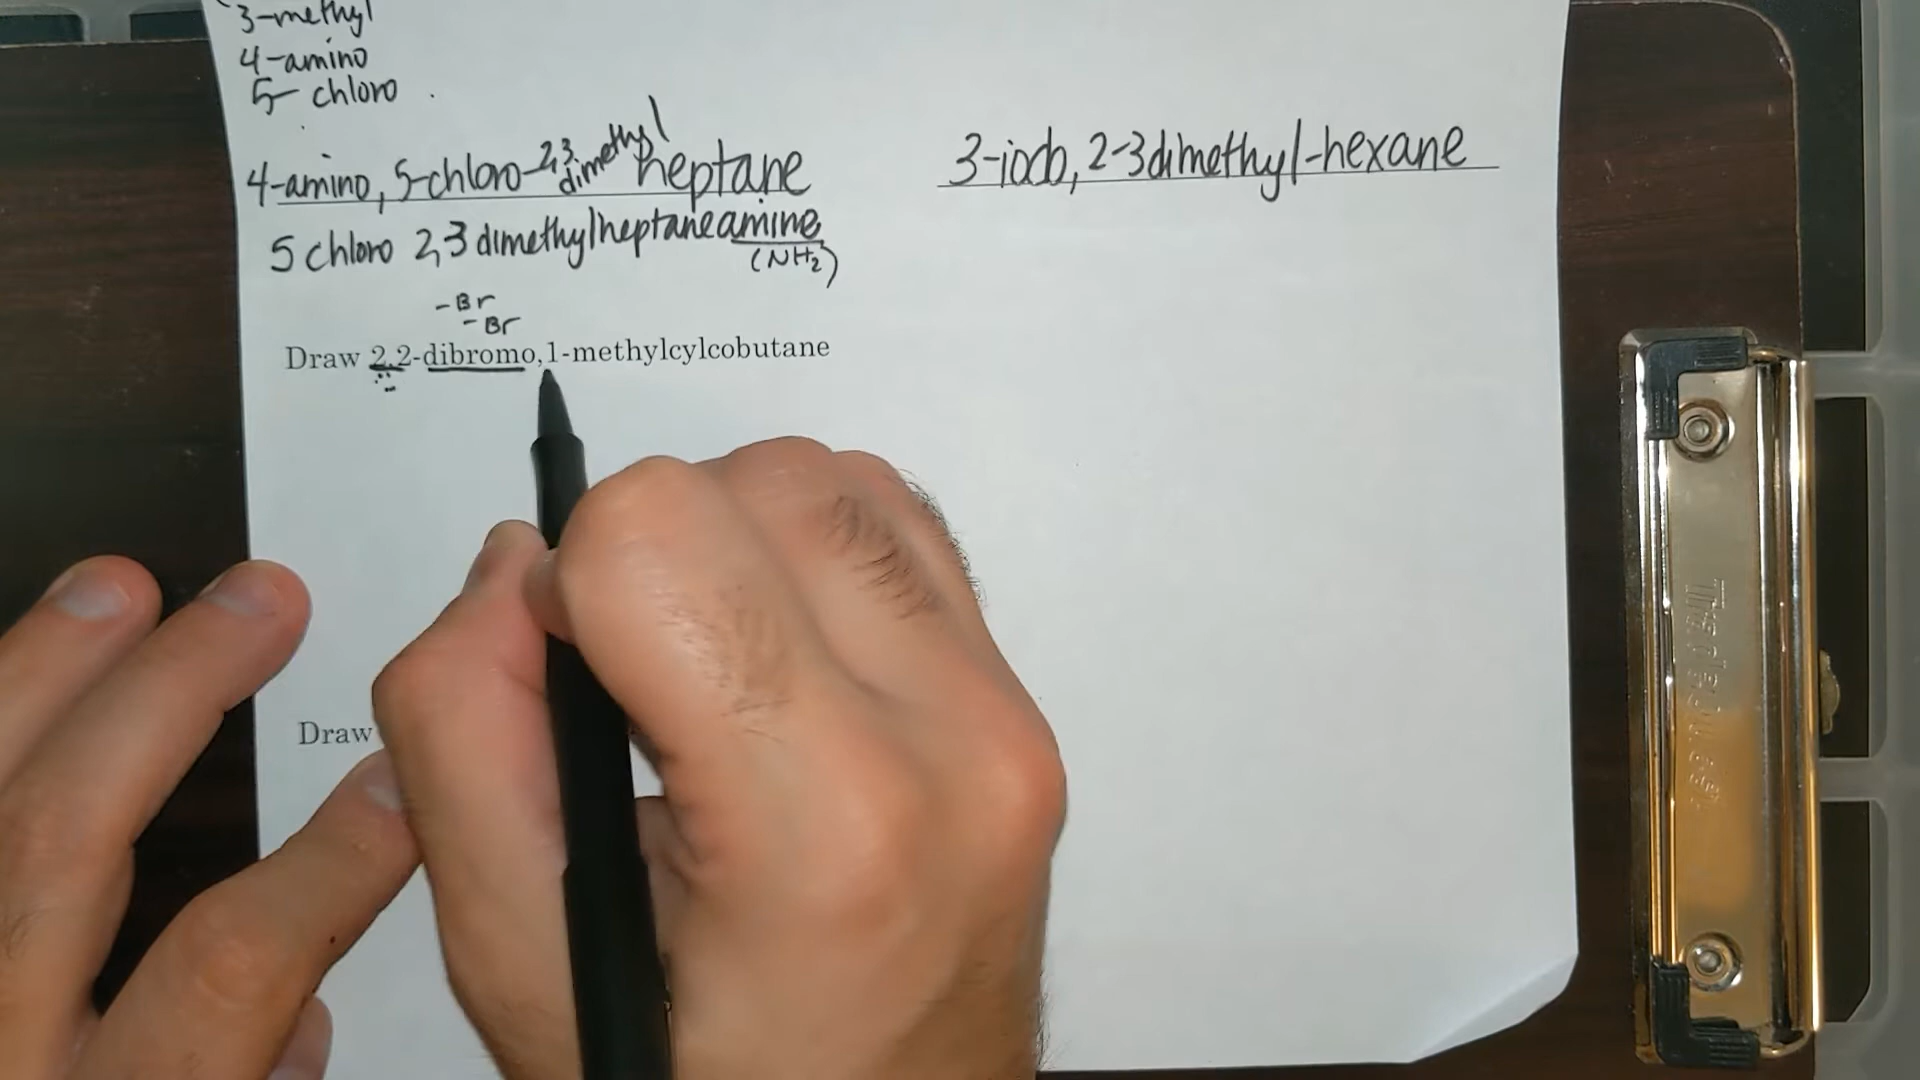 3-methyl
4-amino
5- chloro
4-amino, 5-chloro-2,3 dimethyl heptane
5 chloro 2,3 dimethylheptaneamine
(NH2)
3-iodo, 2-3dimethyl-hexane
-Br
-Br
Draw 2,2-dibromo,1-methylcylcobutane
Draw